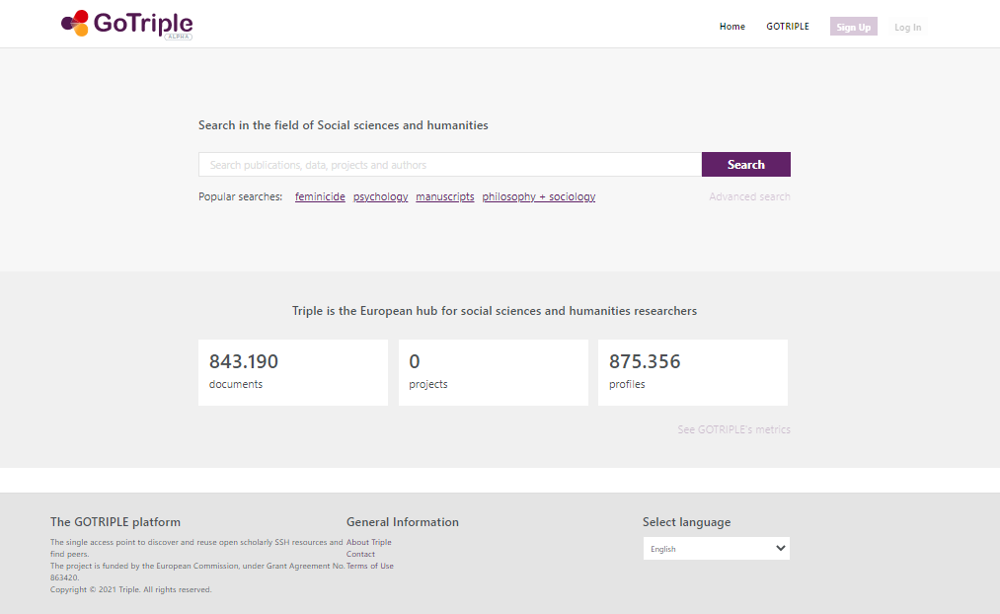 GoTriple
ALPHA
Home GOTRIPLE Sign Up Log In
Search in the field of Social sciences and humanities
Search publications, data, projects and authors Search
Popular searches: feminicide psychology manuscripts philosophy + sociology Advanced search
Triple is the European hub for social sciences and humanities researchers
843.190 0 875.356
documents projects profiles
See GOTRIPLE's metrics
The GOTRIPLE platform
The single access point to discover and reuse open scholarly SSH resources and
find peers.
The project is funded by the European Commission, under Grant Agreement No.
863420.
Copyright © 2021 Triple. All rights reserved.
General Information
About Triple
Contact
Terms of Use
Select language
English